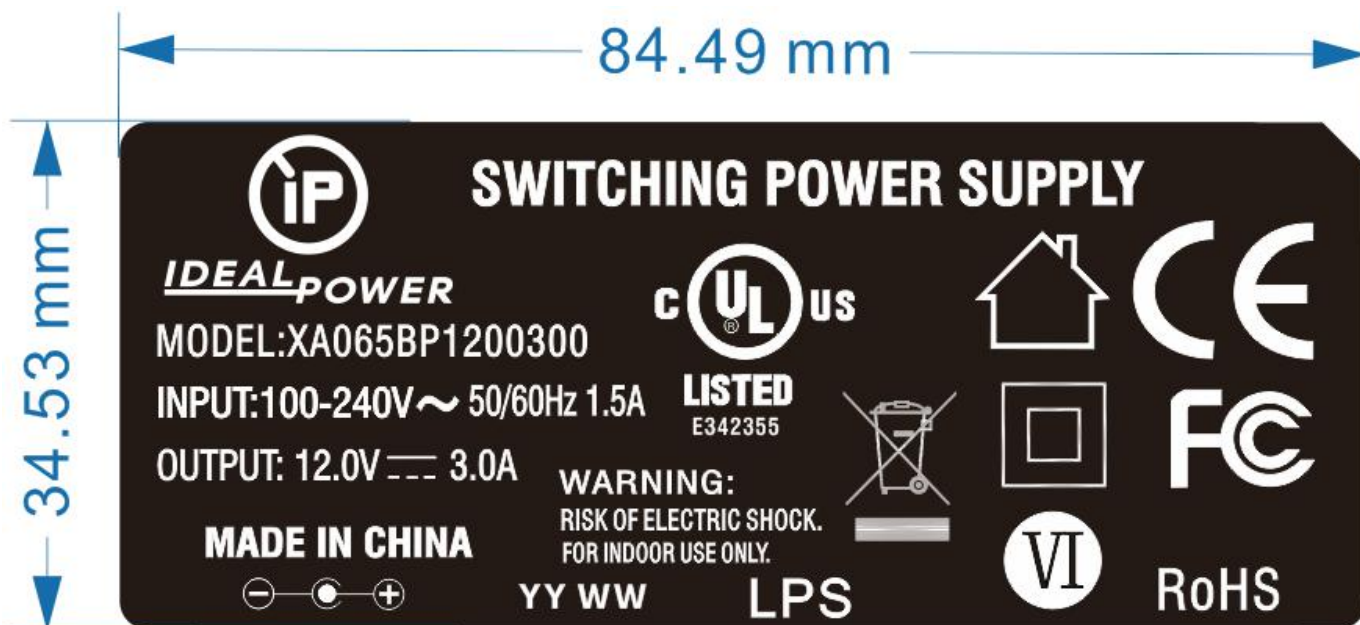 84.49 mm
34.53 mm
iP
IDEAL POWER
SWITCHING POWER SUPPLY
MODEL:XA065BP1200300
INPUT:100-240V~ 50/60Hz 1.5A
OUTPUT: 12.0V⎓ 3.0A
MADE IN CHINA
C UL® US
LISTED
E342355
WARNING:
RISK OF ELECTRIC SHOCK.
FOR INDOOR USE ONLY.
YY WW
LPS
CE
FC
VI
RoHS